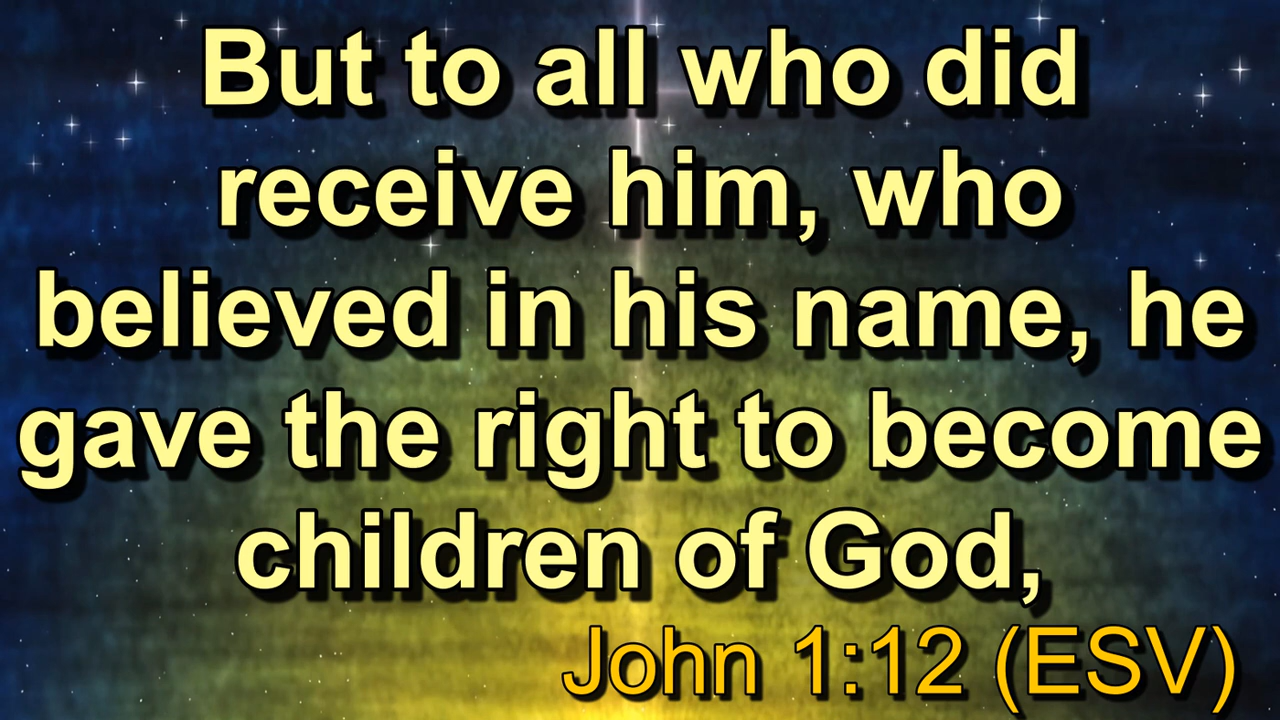 But to all who did
receive him, who
believed in his name, he
gave the right to become
children of God,
John 1:12 (ESV)